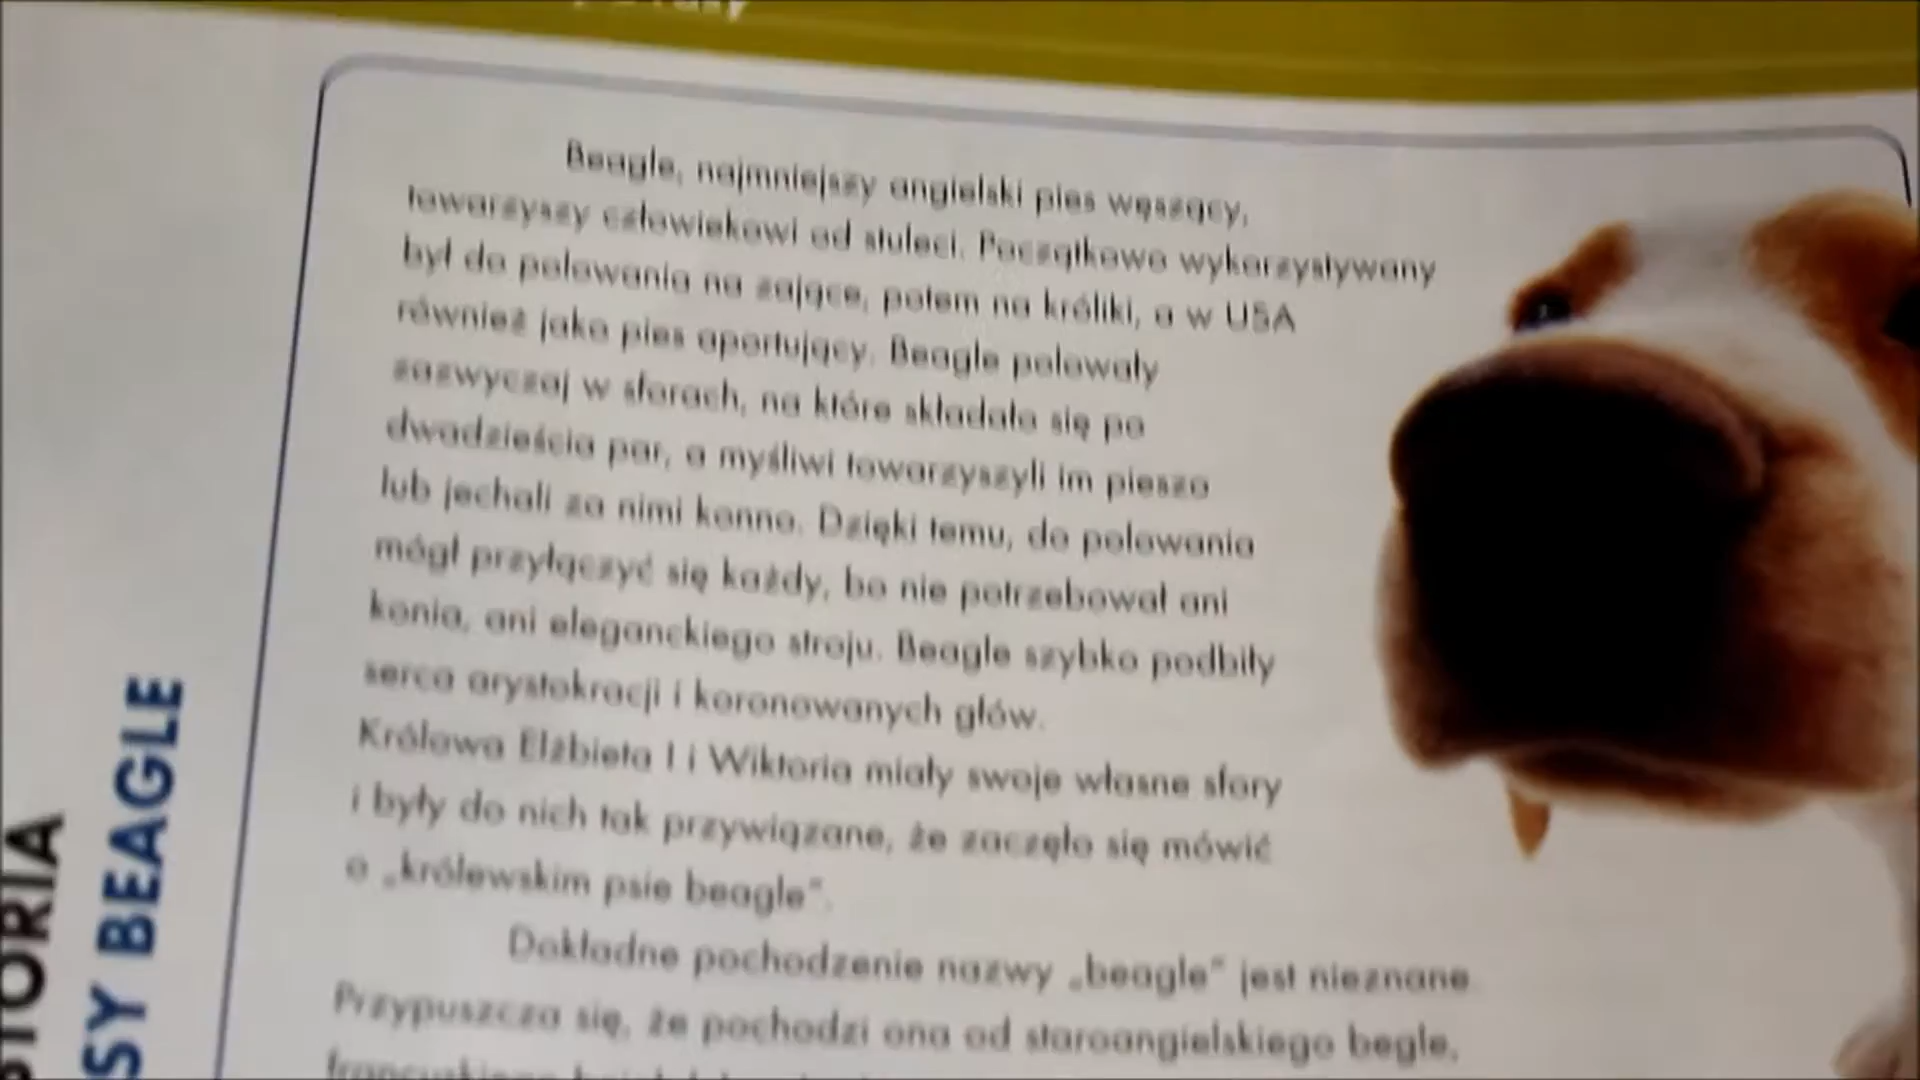 Beagle, najmniejszy angielski pies węszący,
towarzyszy człowiekowi od stuleci. Początkowo wykorzystywany
był do polowania na zające, potem na króliki, a w USA
również jako pies aportujący. Beagle polowały
zazwyczaj w sforach, na które składało się po
dwadzieścia par, a myśliwi towarzyszyli im pieszo
lub jechali za nimi konno. Dzięki temu, do polowania
mógł przyłączyć się każdy, bo nie potrzebował ani
konia, ani eleganckiego stroju. Beagle szybko podbiły
serca arystokracji i koronowanych głów.
Królowa Elżbieta I i Wiktoria miały swoje własne sfory
i były do nich tak przywiązane, że zaczęło się mówić
o „królewskim psie beagle”.
Dokładne pochodzenie nazwy „beagle” jest nieznane.
Przypuszcza się, że pochodzi ona od staroangielskiego begle,
francuskiego
STORIA
SY BEAGLE